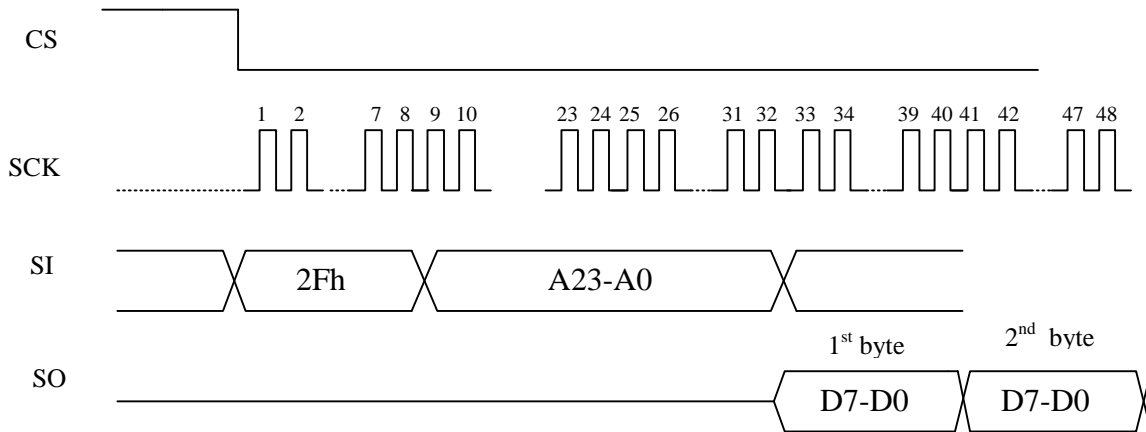 CS
1 2 7 8 9 10 23 24 25 26 31 32 33 34 39 40 41 42 47 48
SCK
SI
2Fh A23-A0
1st byte 2nd byte
SO
D7-D0 D7-D0